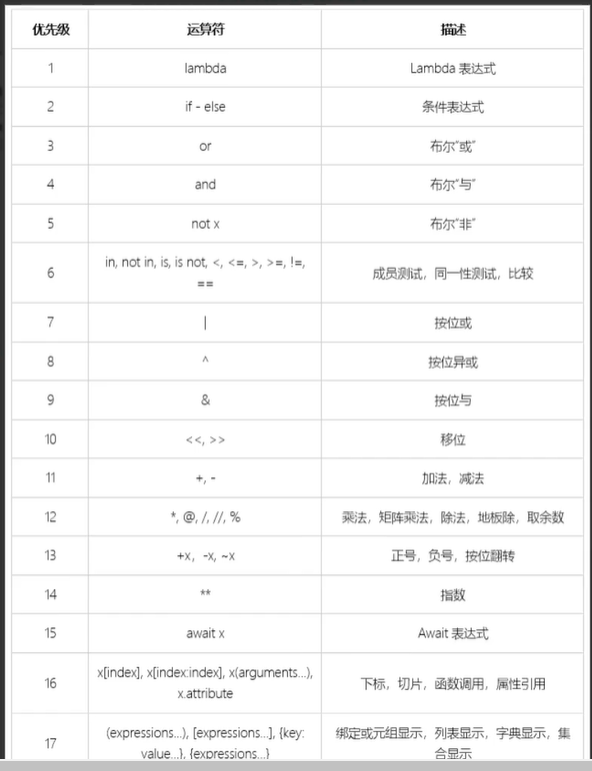 优先级 运算符 描述
1 lambda Lambda 表达式
2 if - else 条件表达式
3 or 布尔“或”
4 and 布尔“与”
5 not x 布尔“非”
6 in, not in, is, is not, <, <=, >, >=, !=, == 成员测试，同一性测试，比较
7 | 按位或
8 ^ 按位异或
9 & 按位与
10 <<, >> 移位
11 +, - 加法，减法
12 *, @, /, //, % 乘法，矩阵乘法，除法，地板除，取余数
13 +x，-x, ~x 正号，负号，按位翻转
14 ** 指数
15 await x Await 表达式
16 x[index], x[index:index], x(arguments...), x.attribute 下标，切片，函数调用，属性引用
17 (expressions...), [expressions...], {key: value...}, {expressions...} 绑定或元组显示，列表显示，字典显示，集合显示